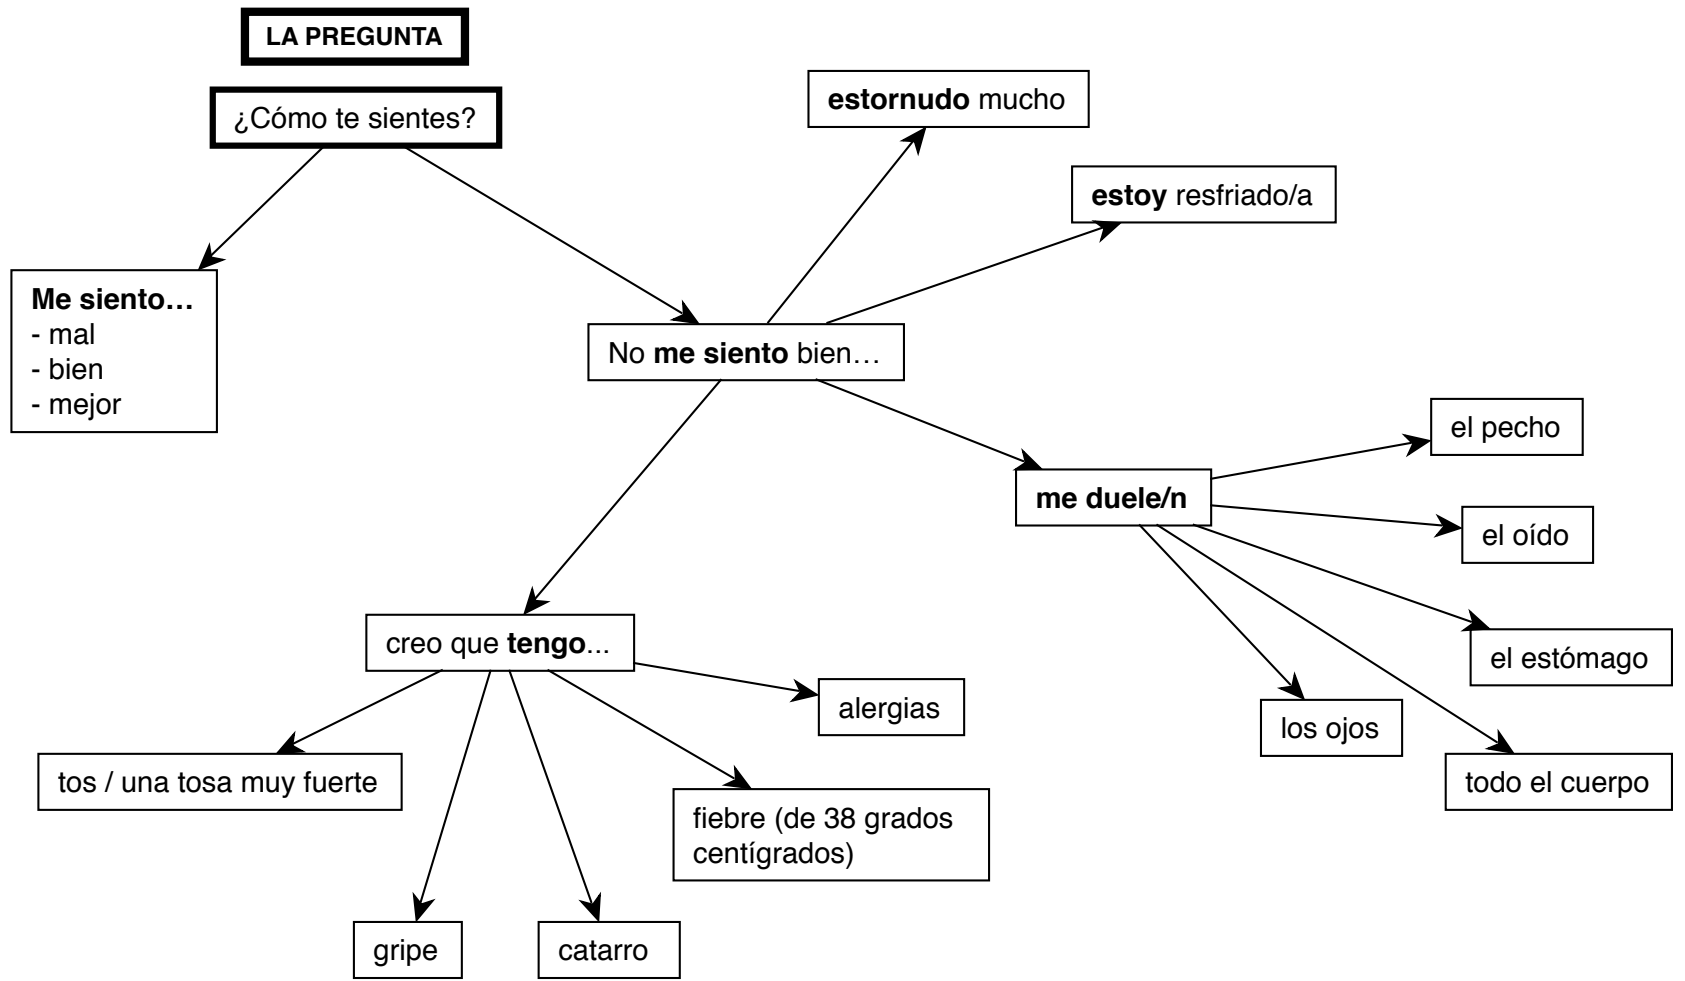 LA PREGUNTA
¿Cómo te sientes?
estornudo mucho
estoy resfriado/a
Me siento…
- mal
- bien
- mejor
No me siento bien…
me duele/n
el pecho
el oído
el estómago
los ojos
todo el cuerpo
creo que tengo...
alergias
tos / una tosa muy fuerte
fiebre (de 38 grados
centígrados)
gripe
catarro